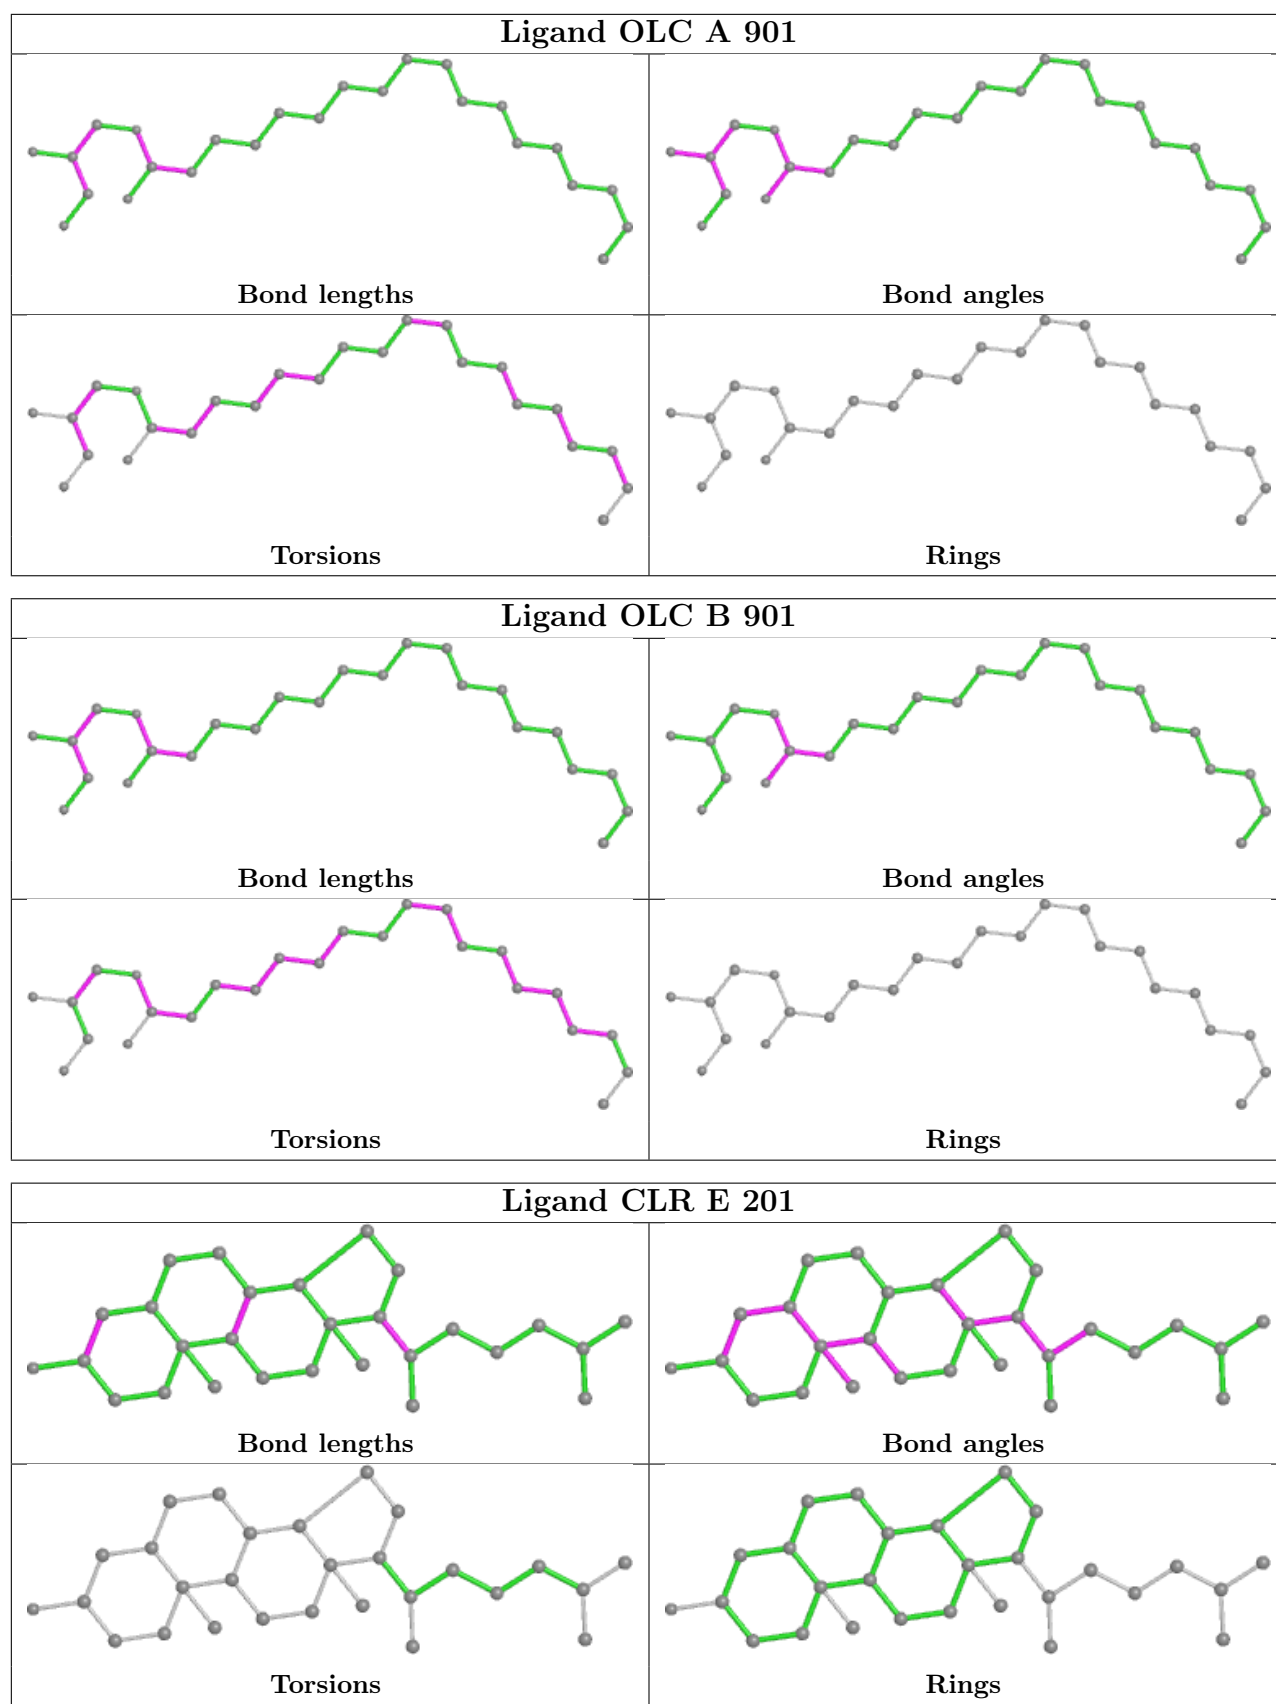 Ligand OLC A 901
Bond lengths
Bond angles
Torsions
Rings
Ligand OLC B 901
Bond lengths
Bond angles
Torsions
Rings
Ligand CLR E 201
Bond lengths
Bond angles
Torsions
Rings